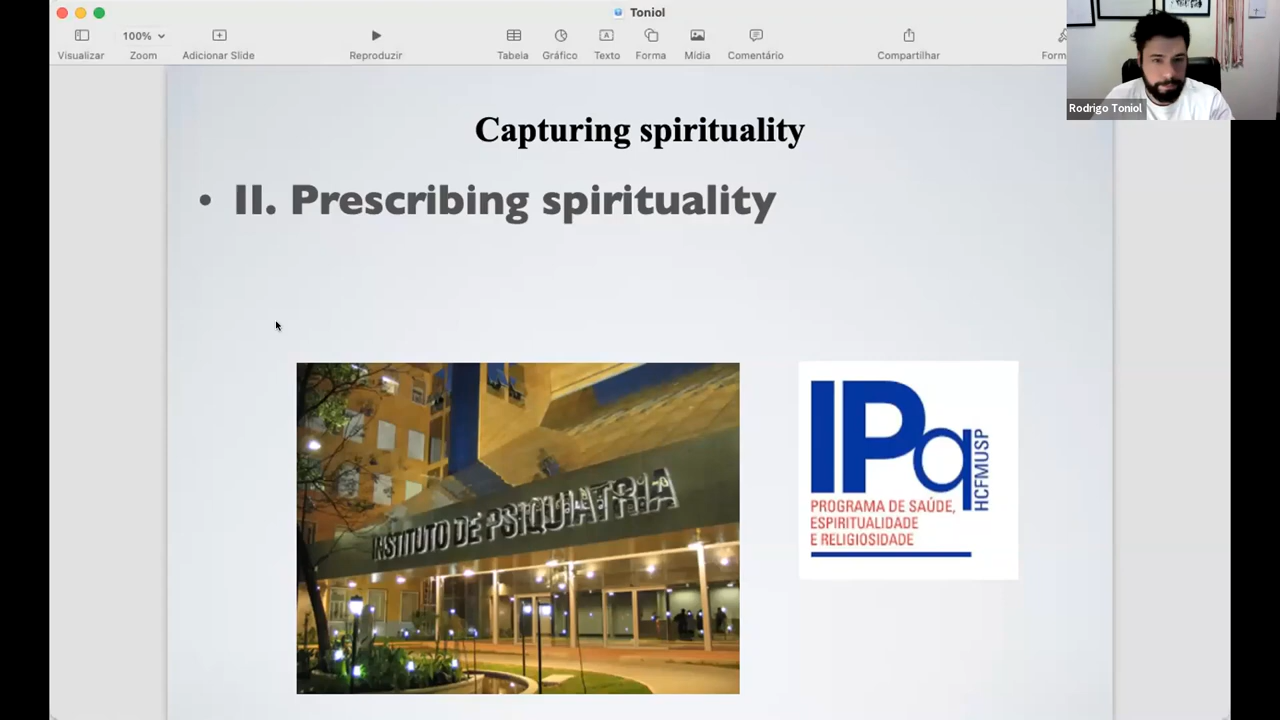 Toniol
100%
Visualizar
Zoom
Adicionar Slide
Reproduzir
Tabela
Gráfico
Texto
Forma
Mídia
Comentário
Compartilhar
Form
Rodrigo Toniol
Capturing spirituality
• II. Prescribing spirituality
INSTITUTO DE PSIQUIATRIA
IPq
HCFMUSP
PROGRAMA DE SAÚDE,
ESPIRITUALIDADE
E RELIGIOSIDADE